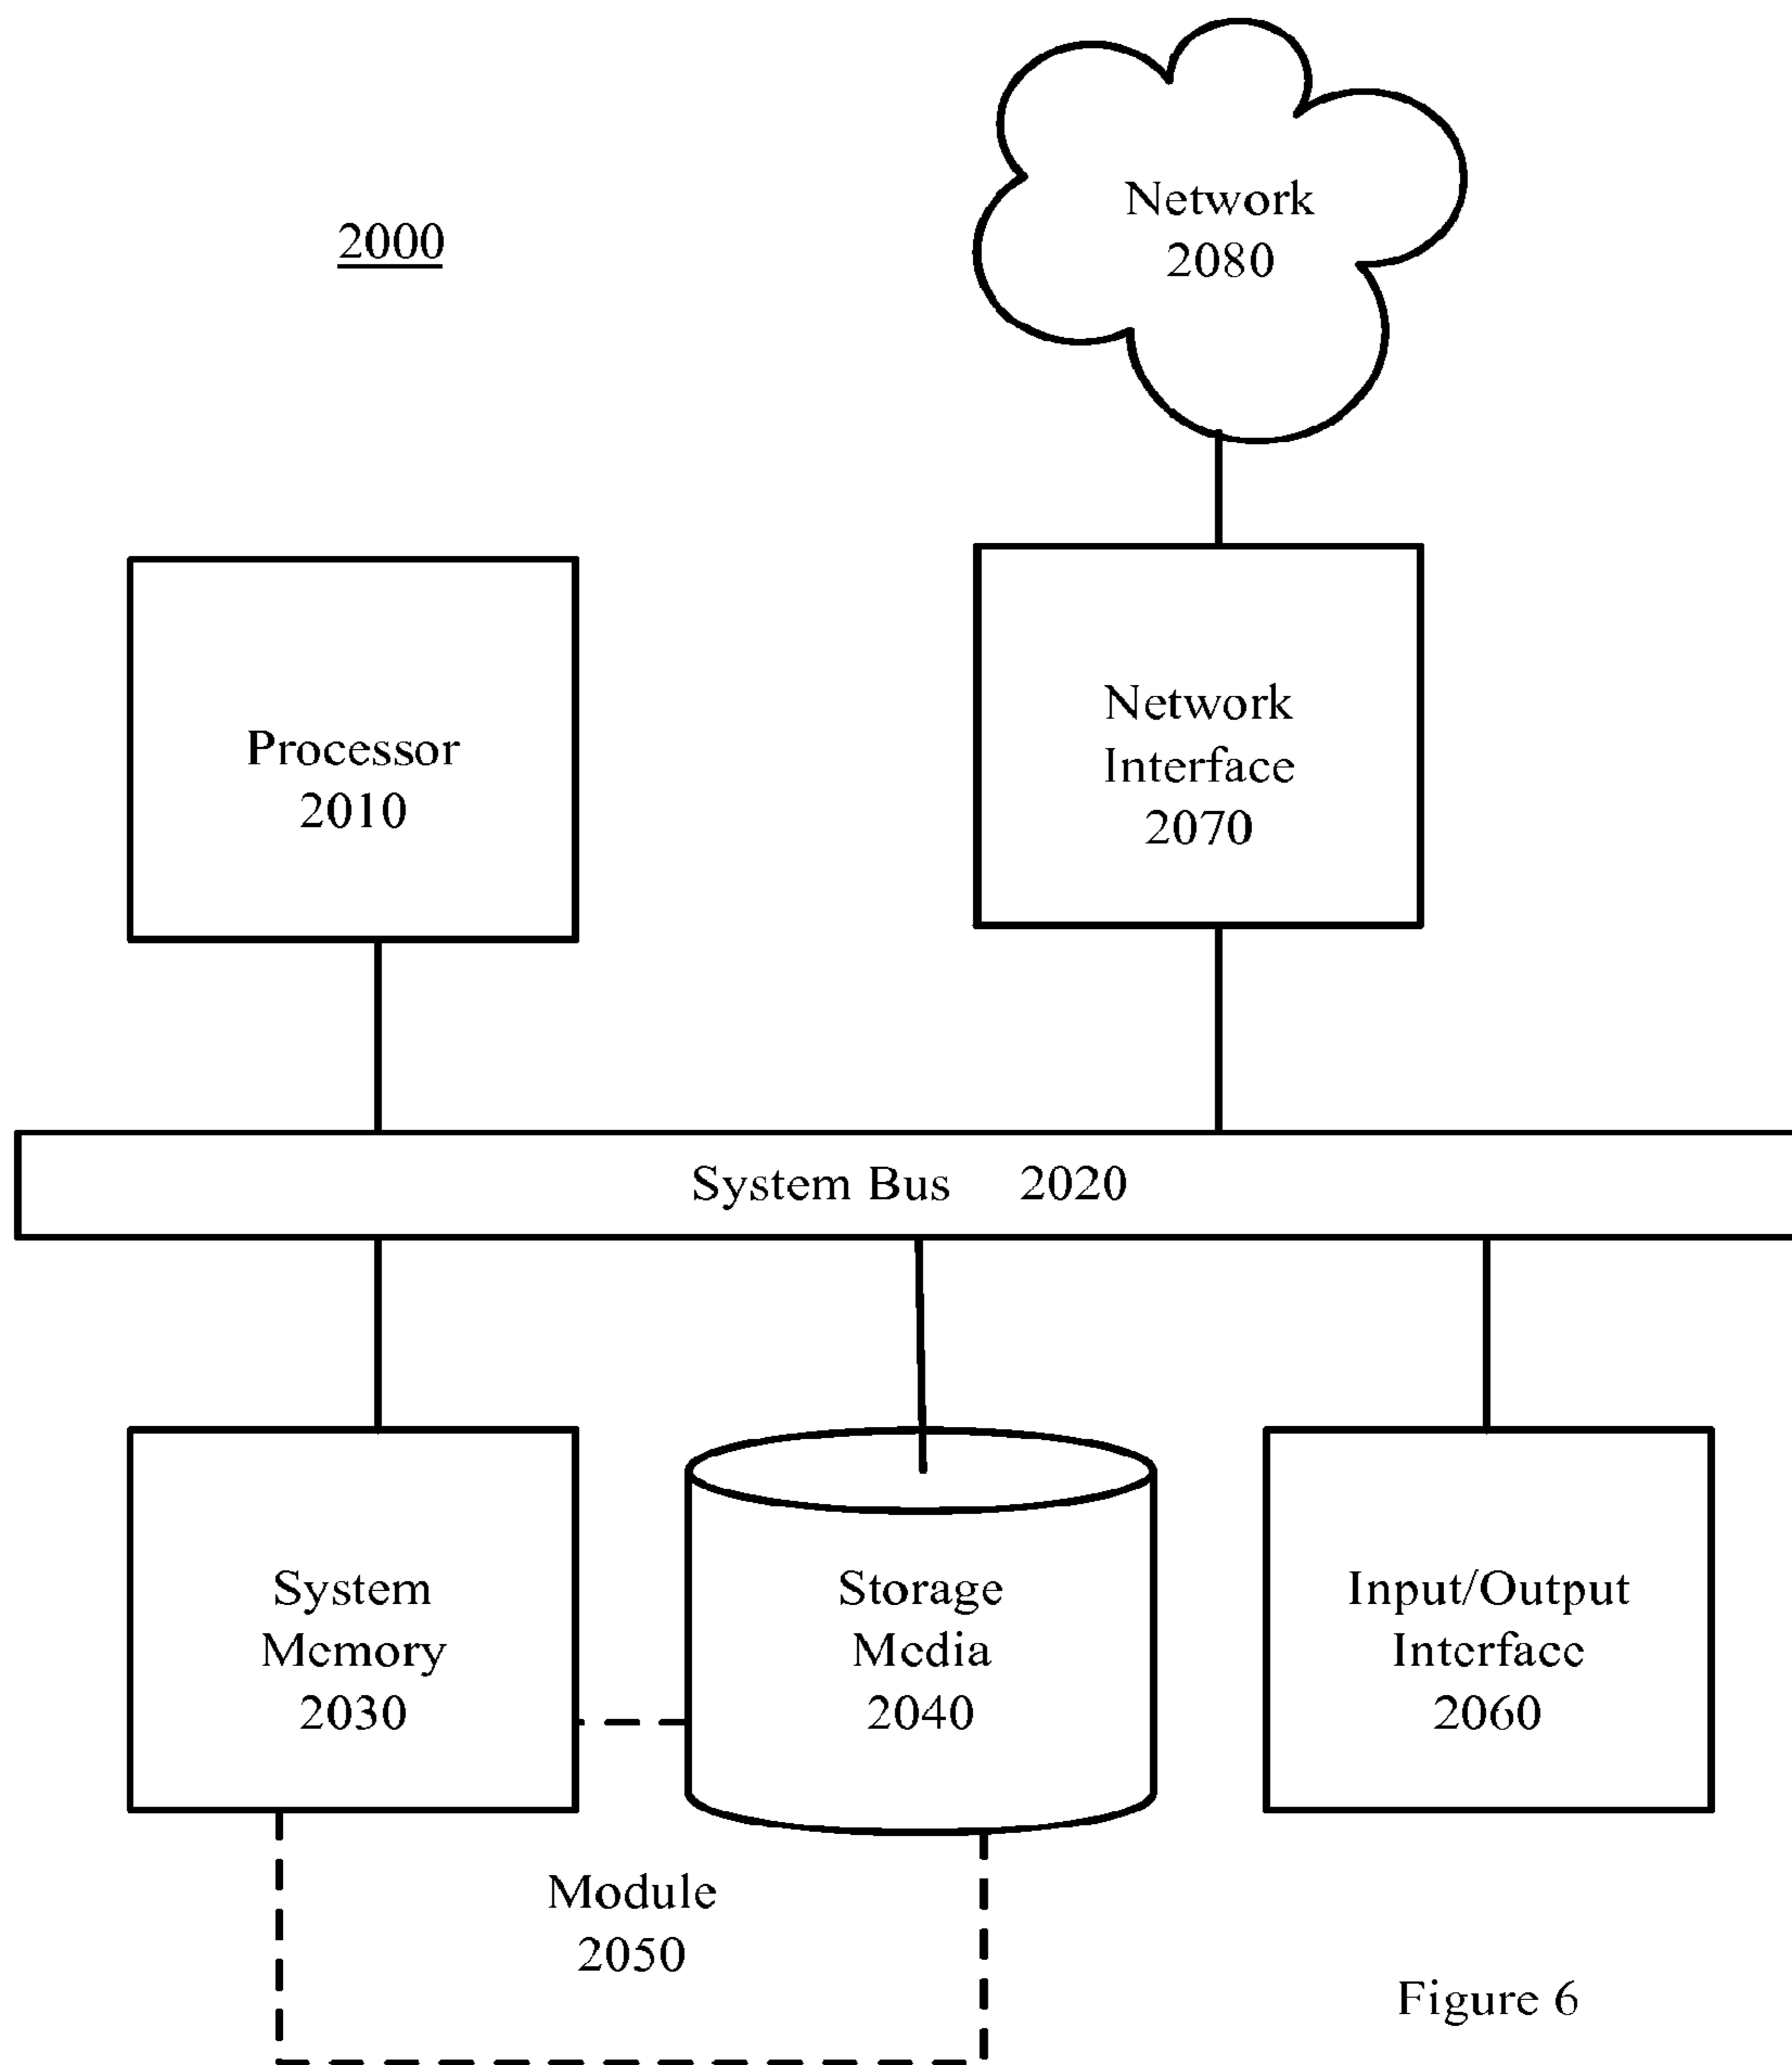 2000
Network
2080
Processor
2010
Network
Interface
2070
System Bus 2020
System
Memory
2030
Storage
Media
2040
Input/Output
Interface
2060
Module
2050
Figure 6